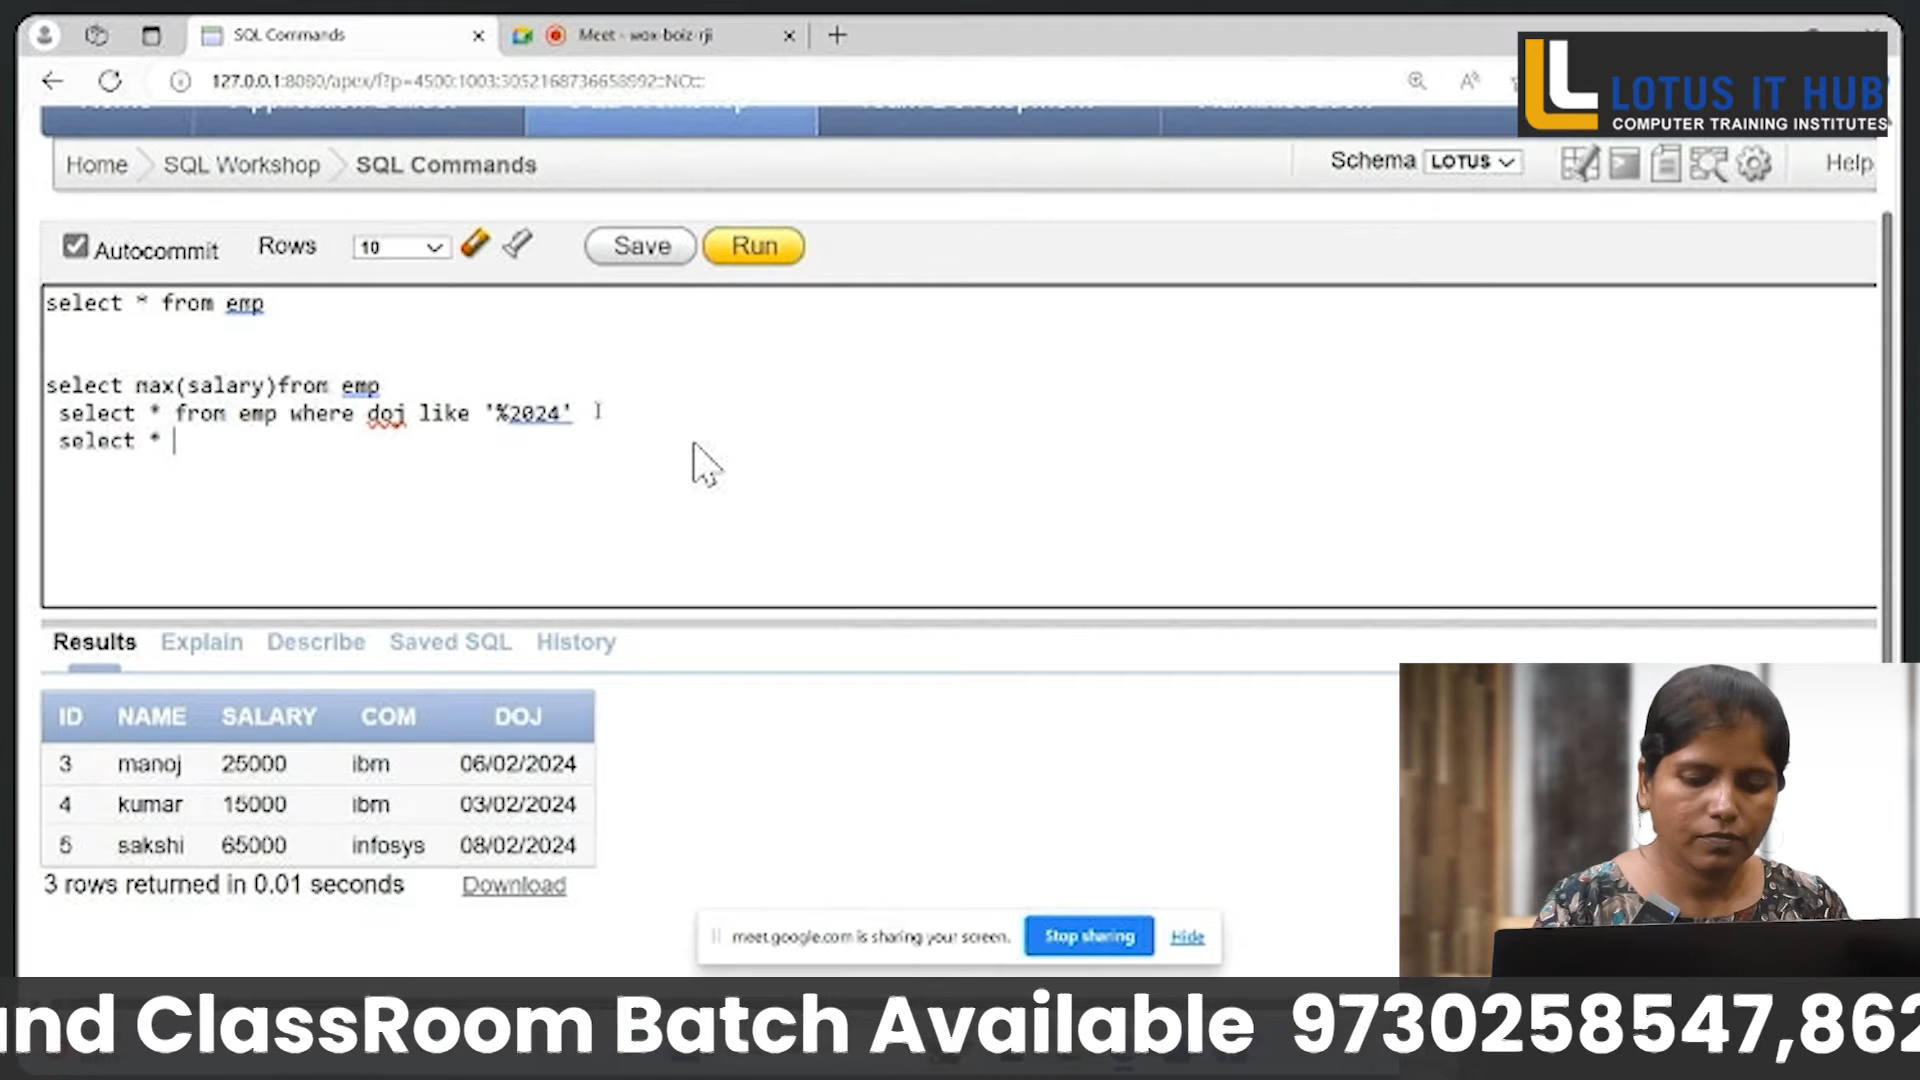 SQL Commands
Meet - wox-boiz-rji
127.0.0.1:8080/apex/f?p=4500:1003:3052168736658992::NO:::
LOTUS IT HUB
COMPUTER TRAINING INSTITUTES
Home
SQL Workshop
SQL Commands
Schema
LOTUS
Help
Autocommit
Rows
10
Save
Run
select * from emp
select max(salary)from emp
select * from emp where doj like '%2024'
select *
Results
Explain
Describe
Saved SQL
History
ID NAME SALARY COM DOJ
3 manoj 25000 ibm 06/02/2024
4 kumar 15000 ibm 03/02/2024
5 sakshi 65000 infosys 08/02/2024
3 rows returned in 0.01 seconds
Download
meet.google.com is sharing your screen.
Stop sharing
Hide
and ClassRoom Batch Available 9730258547,862